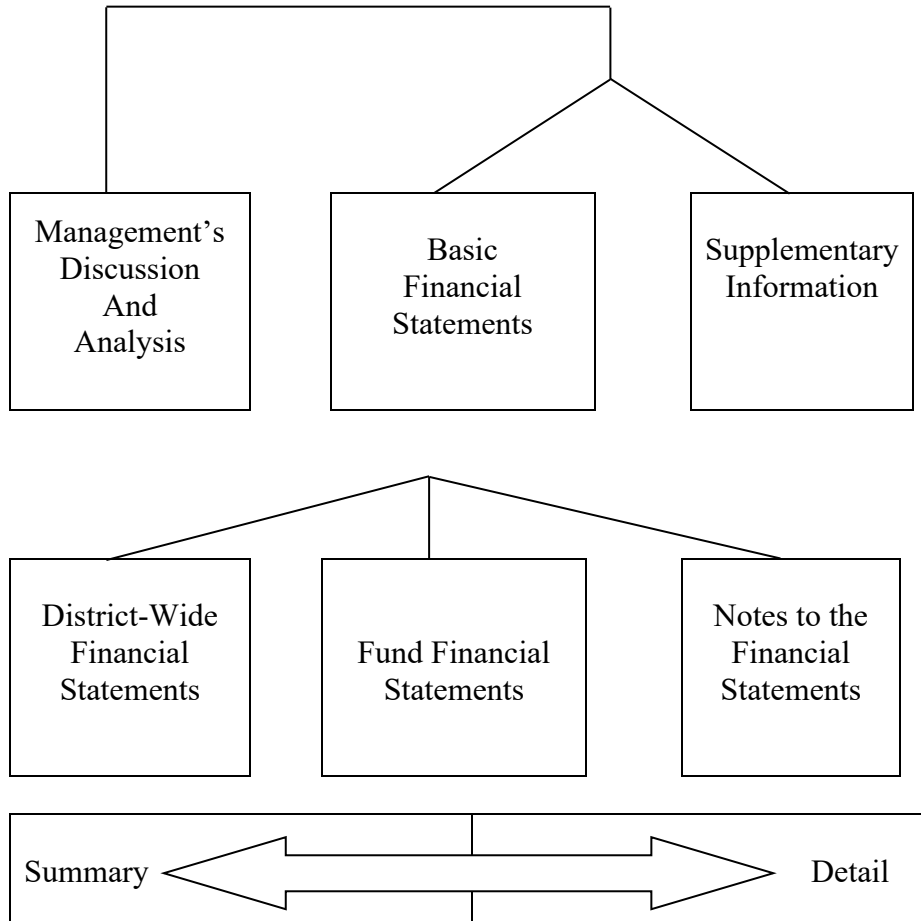 Management’s
Discussion
And
Analysis
Basic
Financial
Statements
Supplementary
Information
District-Wide
Financial
Statements
Fund Financial
Statements
Notes to the
Financial
Statements
Summary
Detail